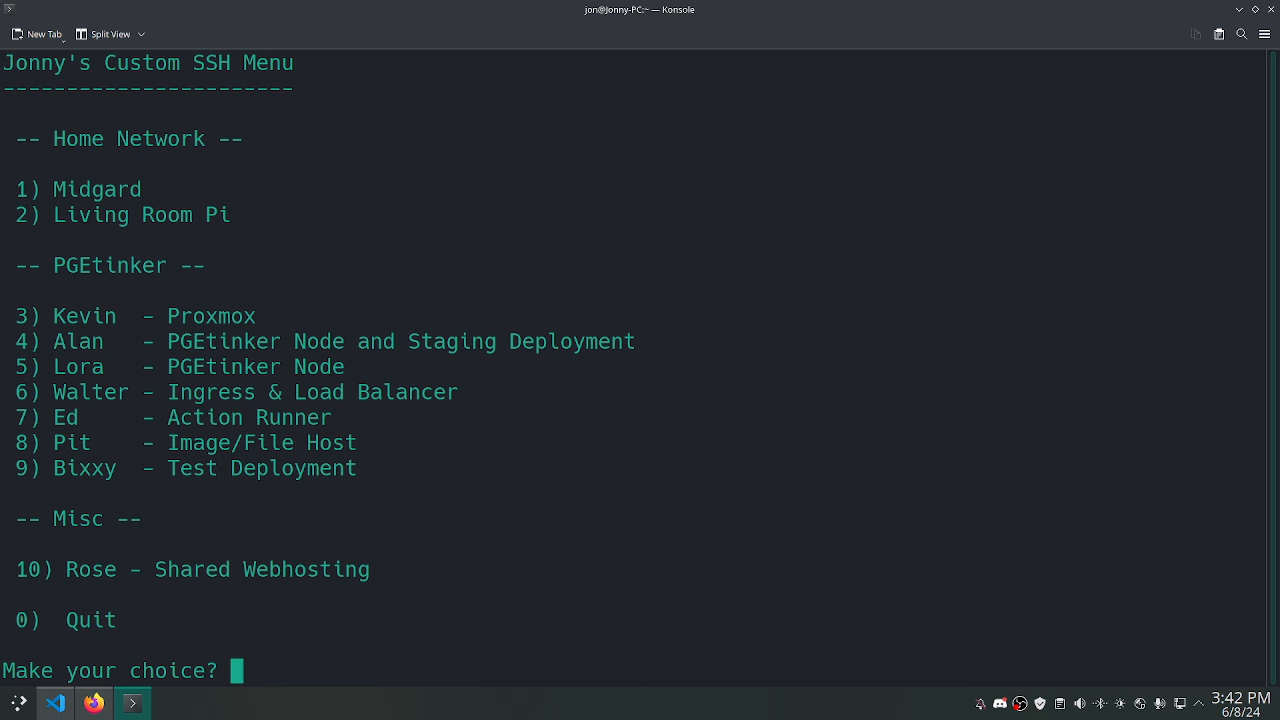 jon@Jonny-PC:~ — Konsole
New Tab Split View
Jonny's Custom SSH Menu
-----------------------
-- Home Network --
1) Midgard
2) Living Room Pi
-- PGEtinker --
3) Kevin  - Proxmox
4) Alan   - PGEtinker Node and Staging Deployment
5) Lora   - PGEtinker Node
6) Walter - Ingress & Load Balancer
7) Ed     - Action Runner
8) Pit    - Image/File Host
9) Bixxy  - Test Deployment
-- Misc --
10) Rose - Shared Webhosting
0)  Quit
Make your choice?
3:42 PM
6/8/24